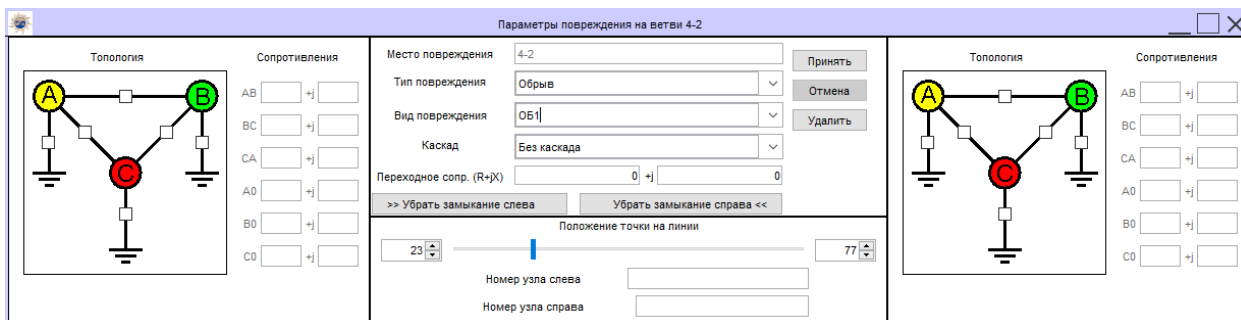 Параметры повреждения на ветви 4-2
Топология
Сопротивления
A
B
C
AB +j
BC +j
CA +j
A0 +j
B0 +j
C0 +j
Место повреждения 4-2
Принять
Тип повреждения Обрыв
Отмена
Вид повреждения ОБ1
Удалить
Каскад Без каскада
Переходное сопр. (R+jX) 0 +j 0
>> Убрать замыкание слева Убрать замыкание справа <<
Положение точки на линии
23 77
Номер узла слева
Номер узла справа
Топология
Сопротивления
A
B
C
AB +j
BC +j
CA +j
A0 +j
B0 +j
C0 +j